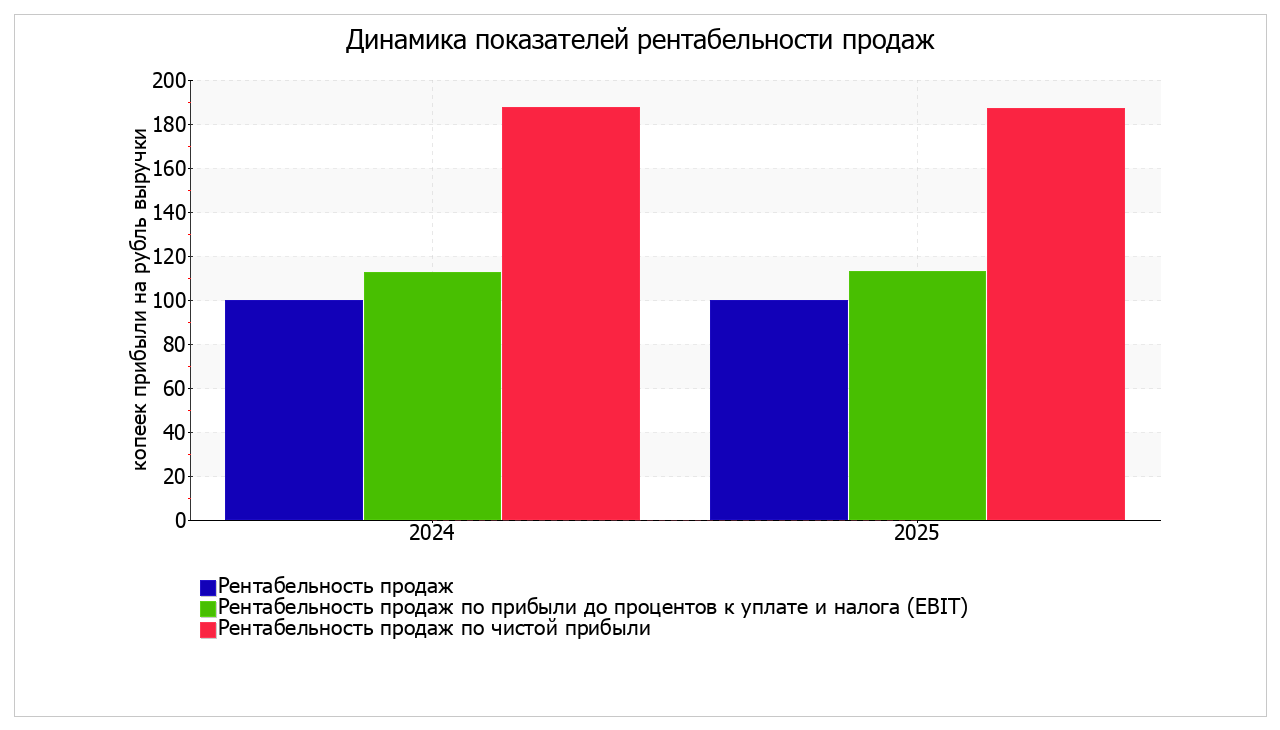 Динамика показателей рентабельности продаж
копеек прибыли на рубль выручки
200
180
160
140
120
100
80
60
40
20
0
2024 2025
Рентабельность продаж
Рентабельность продаж по прибыли до процентов к уплате и налога (EBIT)
Рентабельность продаж по чистой прибыли